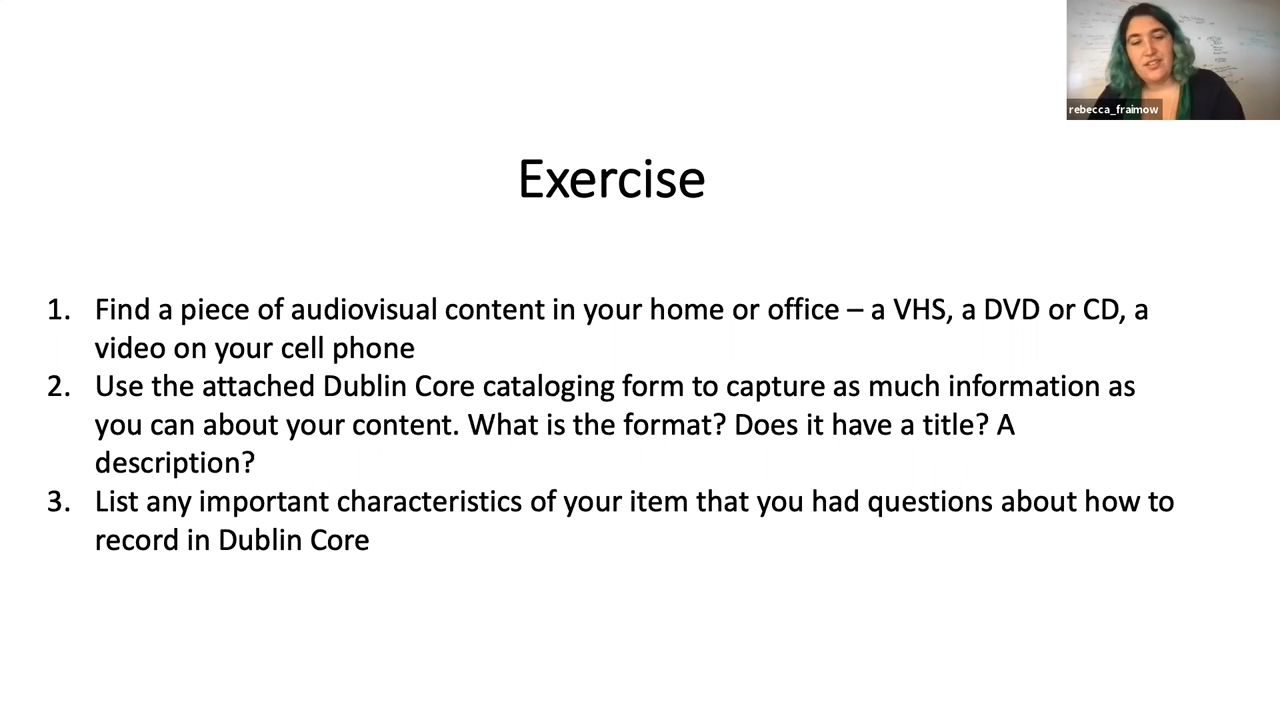 rebecca_fraimow
Exercise
1. Find a piece of audiovisual content in your home or office – a VHS, a DVD or CD, a
video on your cell phone
2. Use the attached Dublin Core cataloging form to capture as much information as
you can about your content. What is the format? Does it have a title? A
description?
3. List any important characteristics of your item that you had questions about how to
record in Dublin Core